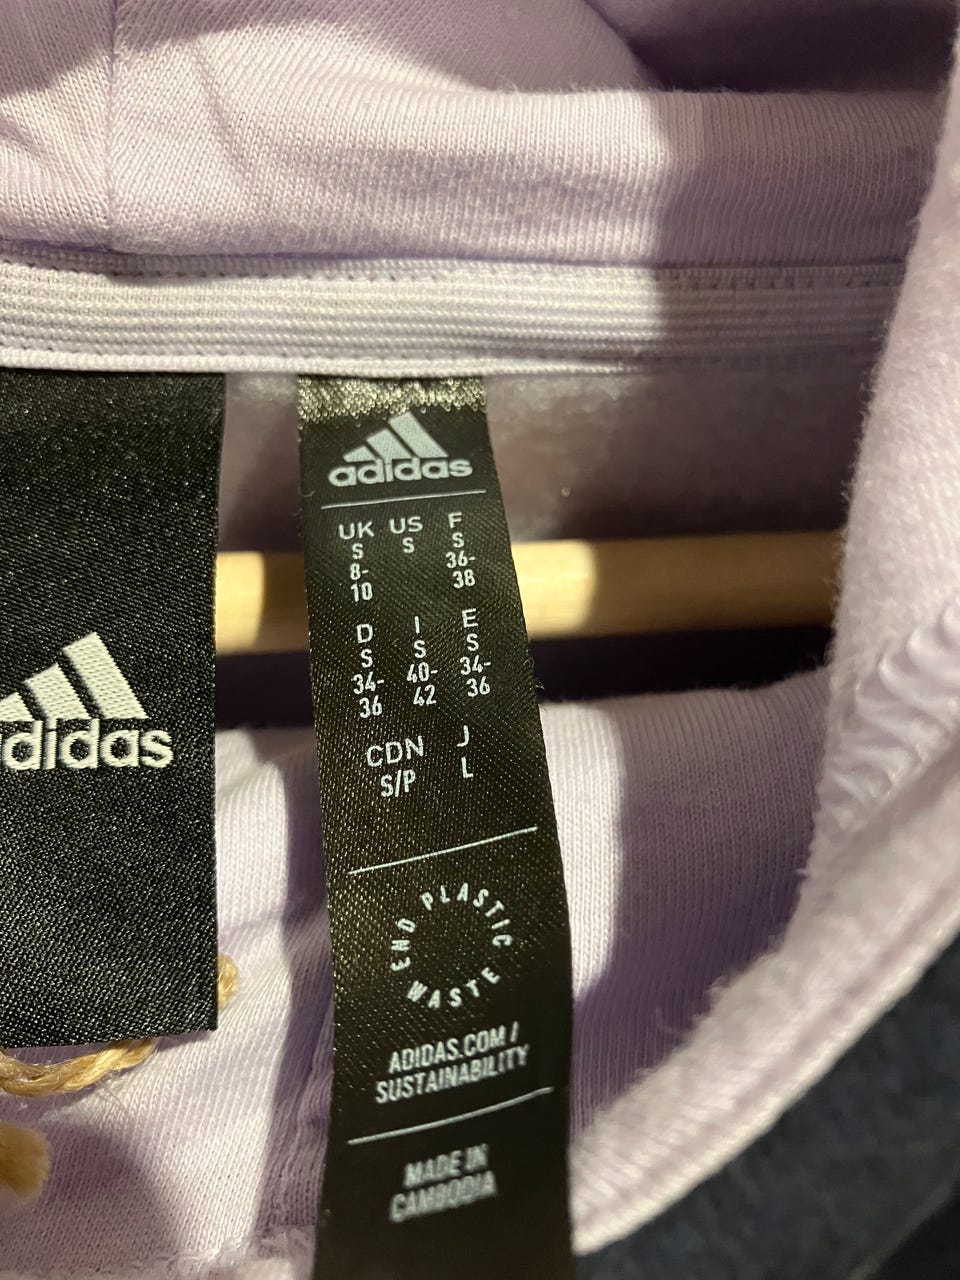 adidas
adidas
UK US F
S S S
8- 36-
10 38
D I E
S S S
34- 40- 34-
36 42 36
CDN J
S/P L
END PLASTIC WASTE
ADIDAS.COM /
SUSTAINABILITY
MADE IN
CAMBODIA